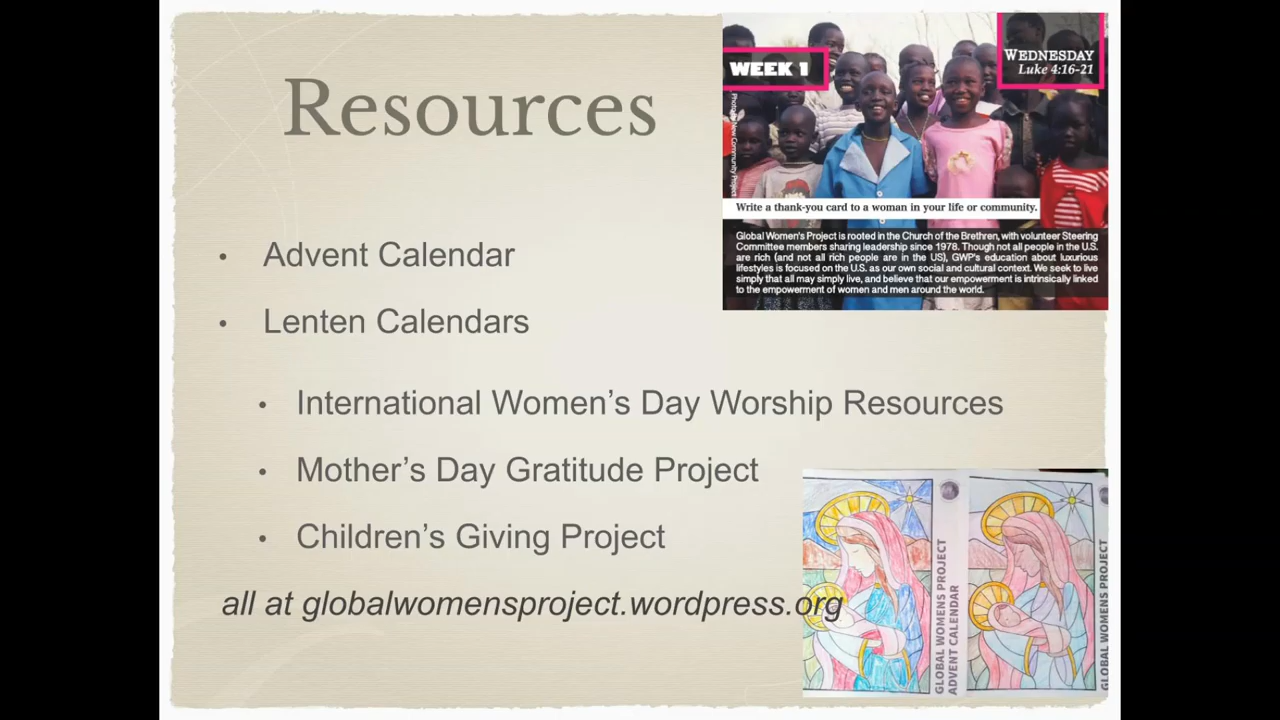 Resources
WEEK 1
WEDNESDAY
Luke 4:16-21
Photo: New Community Project
Write a thank-you card to a woman in your life or community.
Global Women's Project is rooted in the Church of the Brethren, with volunteer Steering
Committee members sharing leadership since 1978. Though not all people in the U.S.
are rich (and not all rich people are in the US), GWP's education about luxurious
lifestyles is focused on the U.S. as our own social and cultural context. We seek to live
simply that all may simply live, and believe that our empowerment is intrinsically linked
to the empowerment of women and men around the world.
• Advent Calendar
• Lenten Calendars
• International Women’s Day Worship Resources
• Mother’s Day Gratitude Project
• Children’s Giving Project
all at globalwomensproject.wordpress.org
GLOBAL WOMENS PROJECT
ADVENT CALENDAR
GLOBAL WOMENS PROJECT